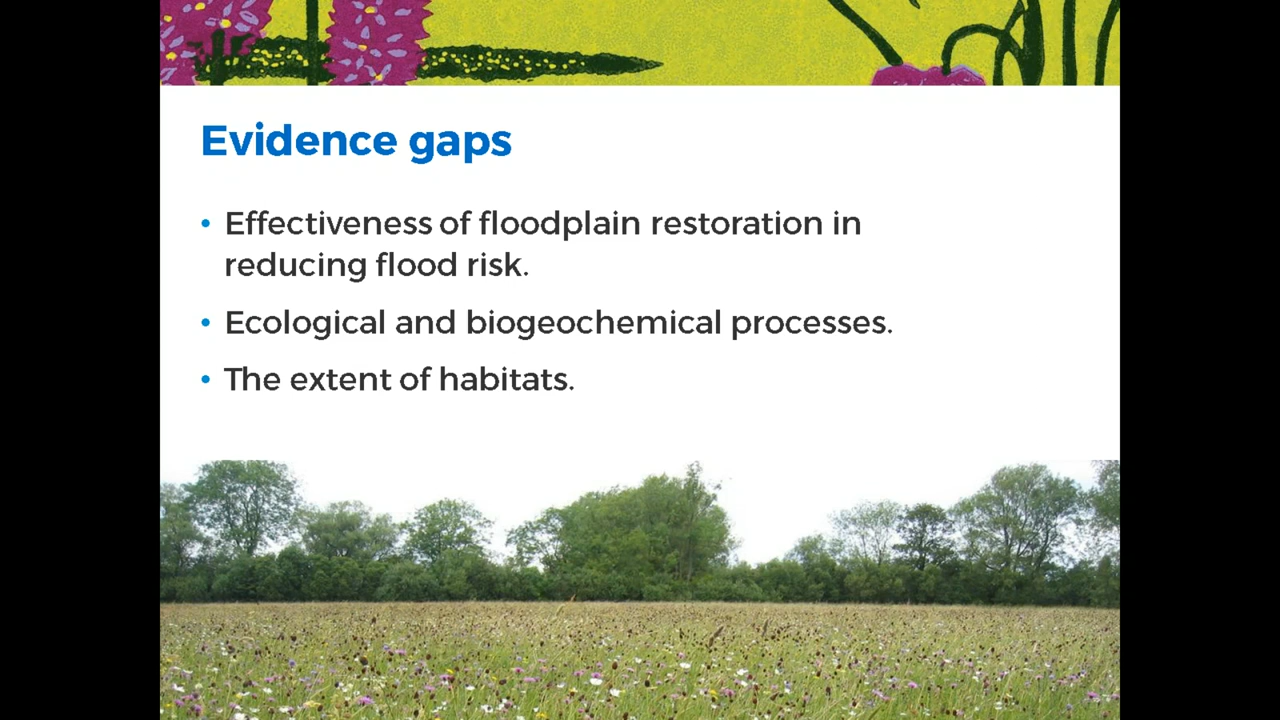 Evidence gaps
• Effectiveness of floodplain restoration in
reducing flood risk.
• Ecological and biogeochemical processes.
• The extent of habitats.